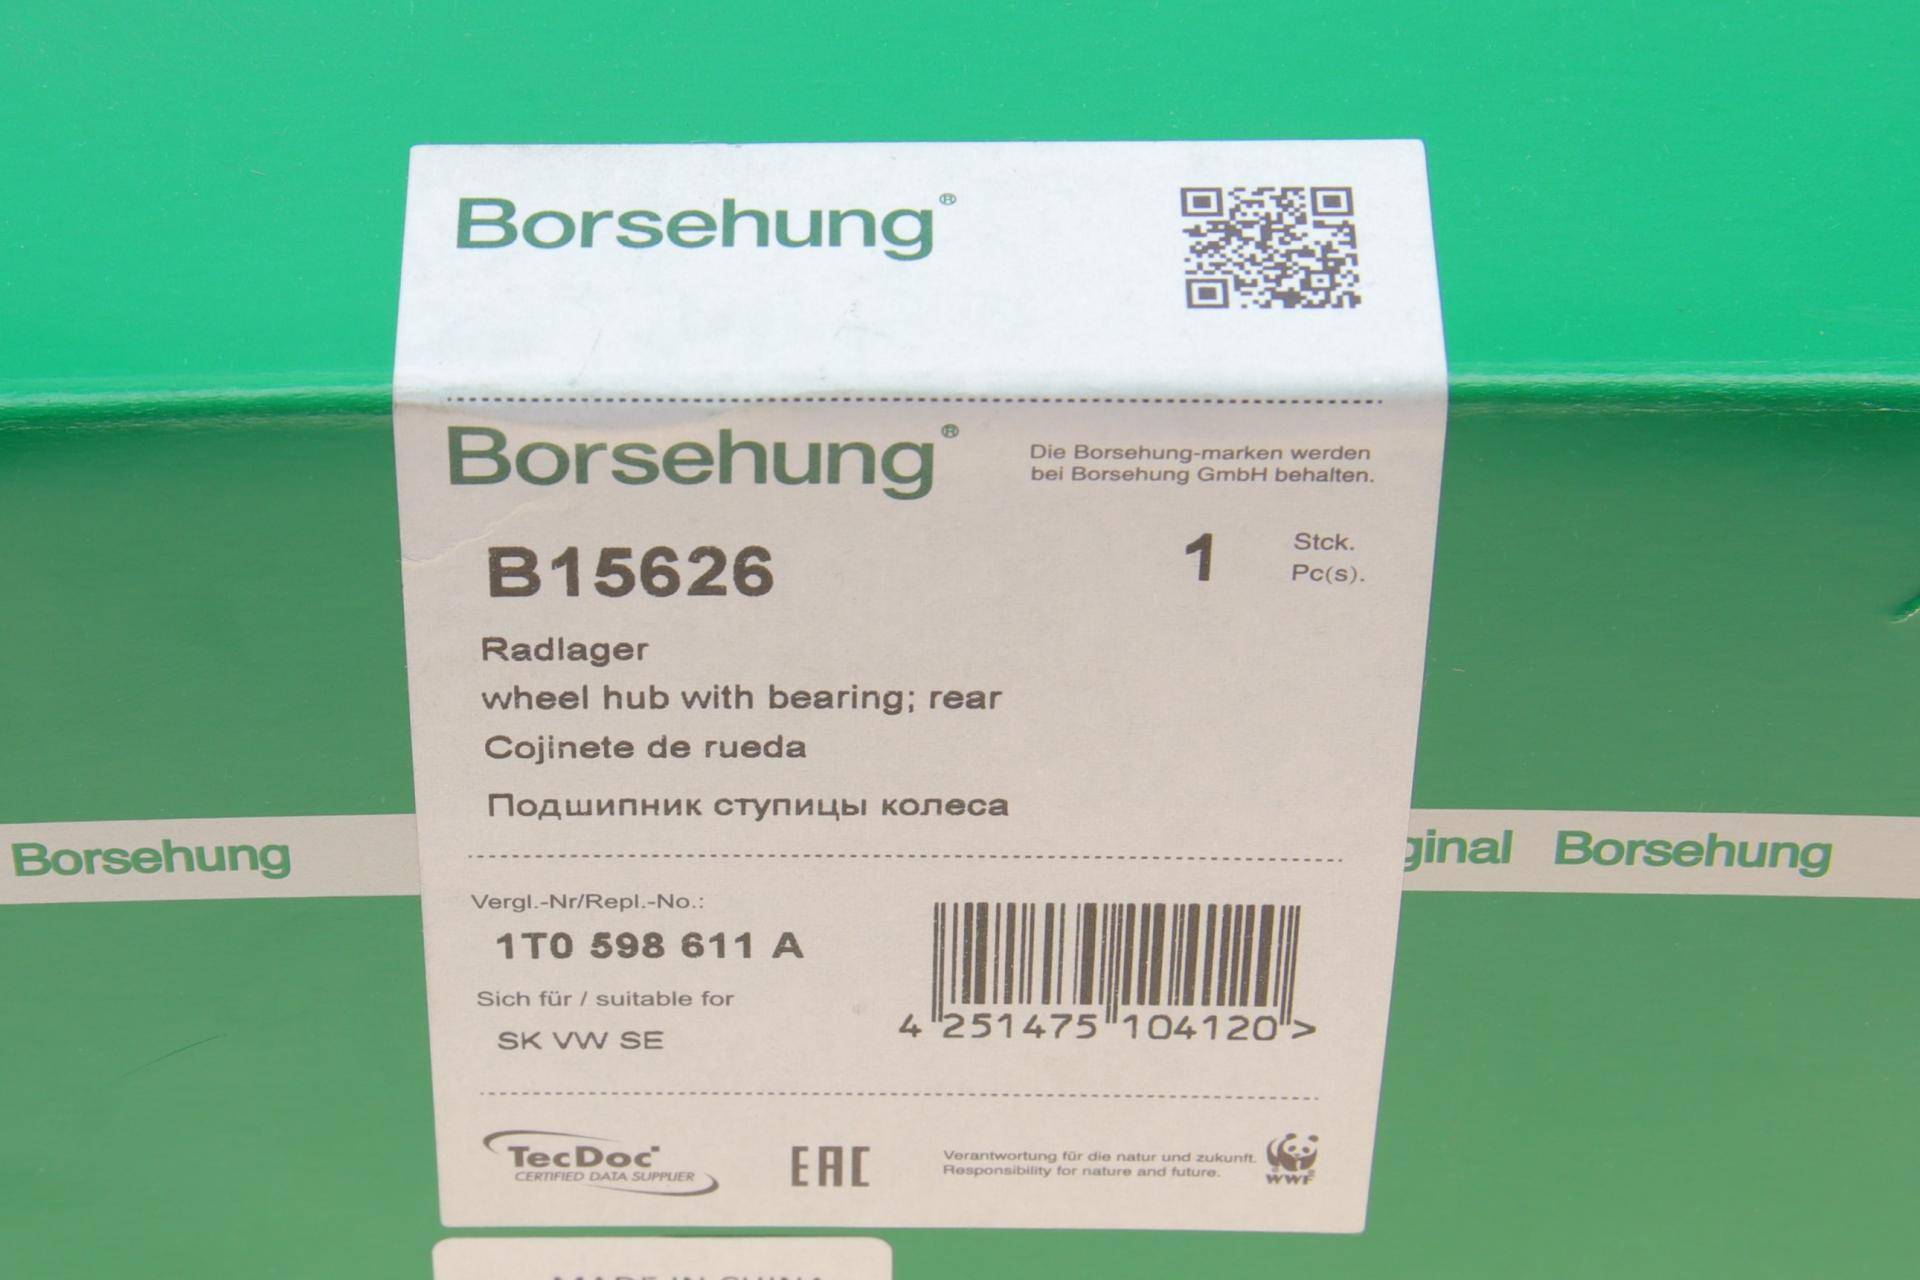 Borsehung®
Borsehung®
Die Borsehung-marken werden
bei Borsehung GmbH behalten.
B15626
1
Stck.
Pc(s).
Radlager
wheel hub with bearing; rear
Cojinete de rueda
Подшипник ступицы колеса
Borsehung
ginal Borsehung
Vergl.-Nr/Repl.-No.:
1T0 598 611 A
Sich für / suitable for
SK VW SE
4 251475 104120 >
TecDoc
CERTIFIED DATA SUPPLIER
EAC
Verantwortung für die natur und zukunft.
Responsibility for nature and future.
WWF
MADE IN CHINA